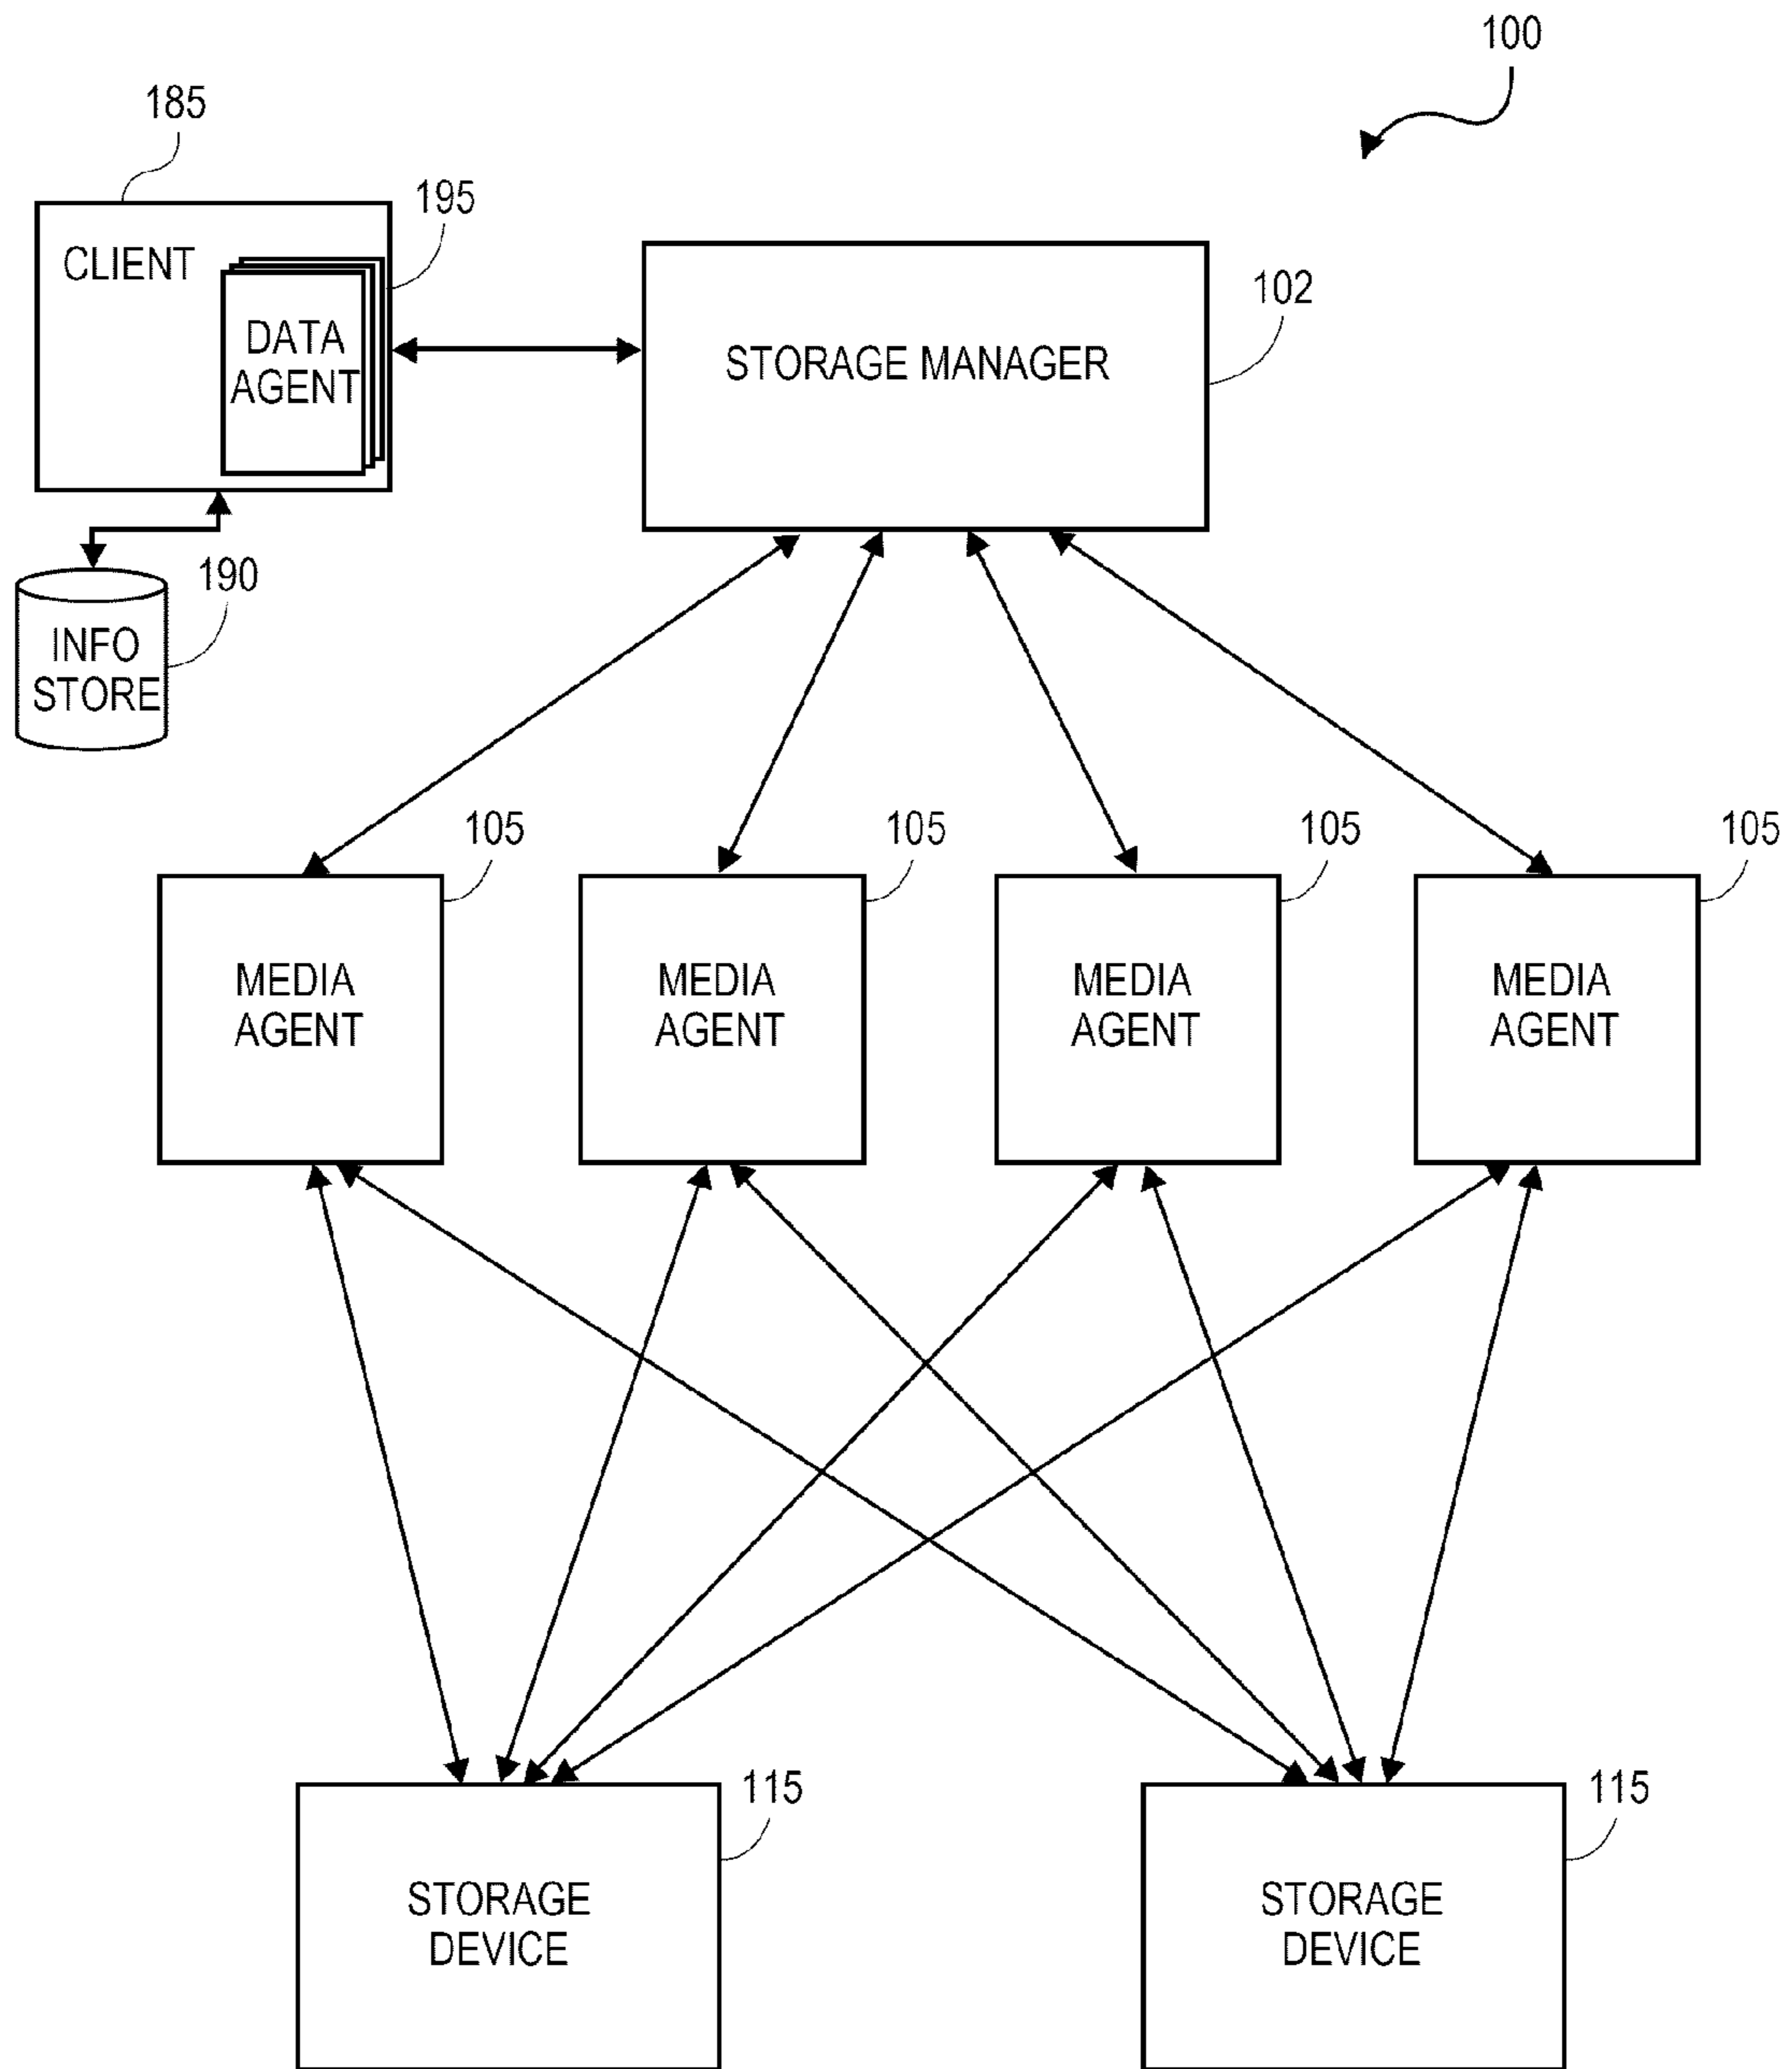 100
185
195
CLIENT
DATA
AGENT
102
STORAGE MANAGER
190
INFO
STORE
105
105
105
105
MEDIA
AGENT
MEDIA
AGENT
MEDIA
AGENT
MEDIA
AGENT
115
115
STORAGE
DEVICE
STORAGE
DEVICE